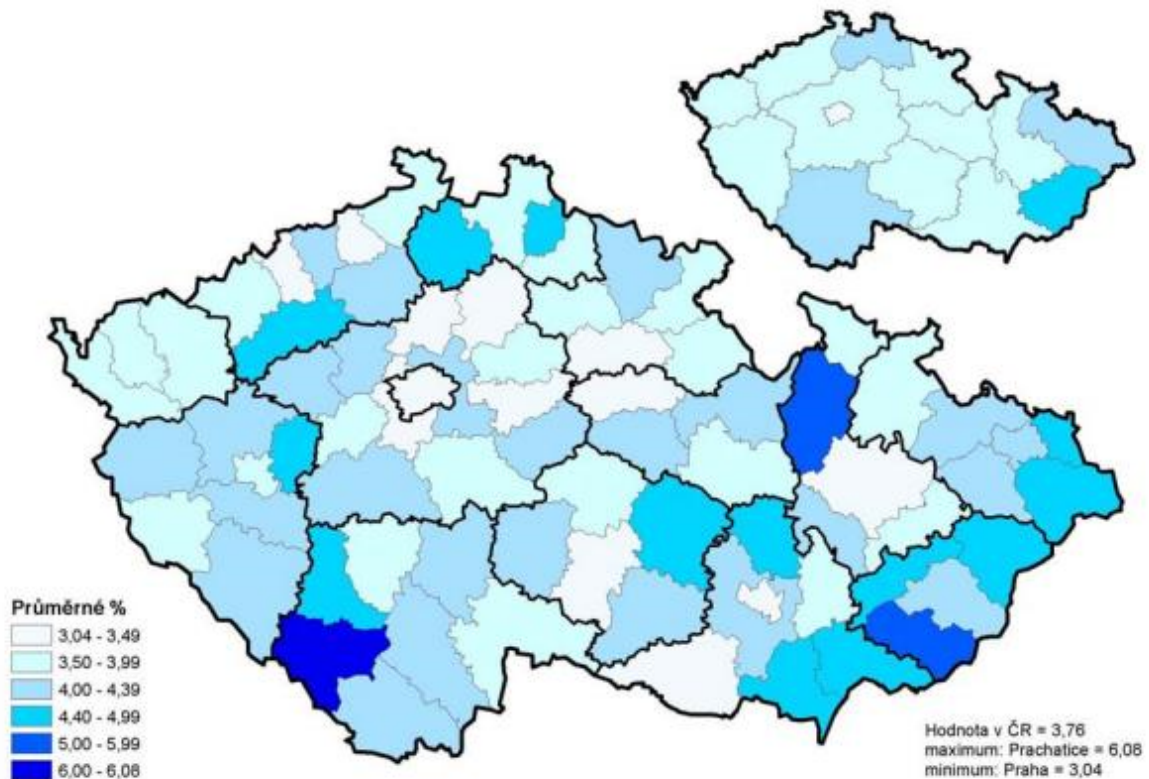 Průměrné %
3,04 - 3,49
3,50 - 3,99
4,00 - 4,39
4,40 - 4,99
5,00 - 5,99
6,00 - 6,08
Hodnota v ČR = 3,76
maximum: Prachatice = 6,08
minimum: Praha = 3,04